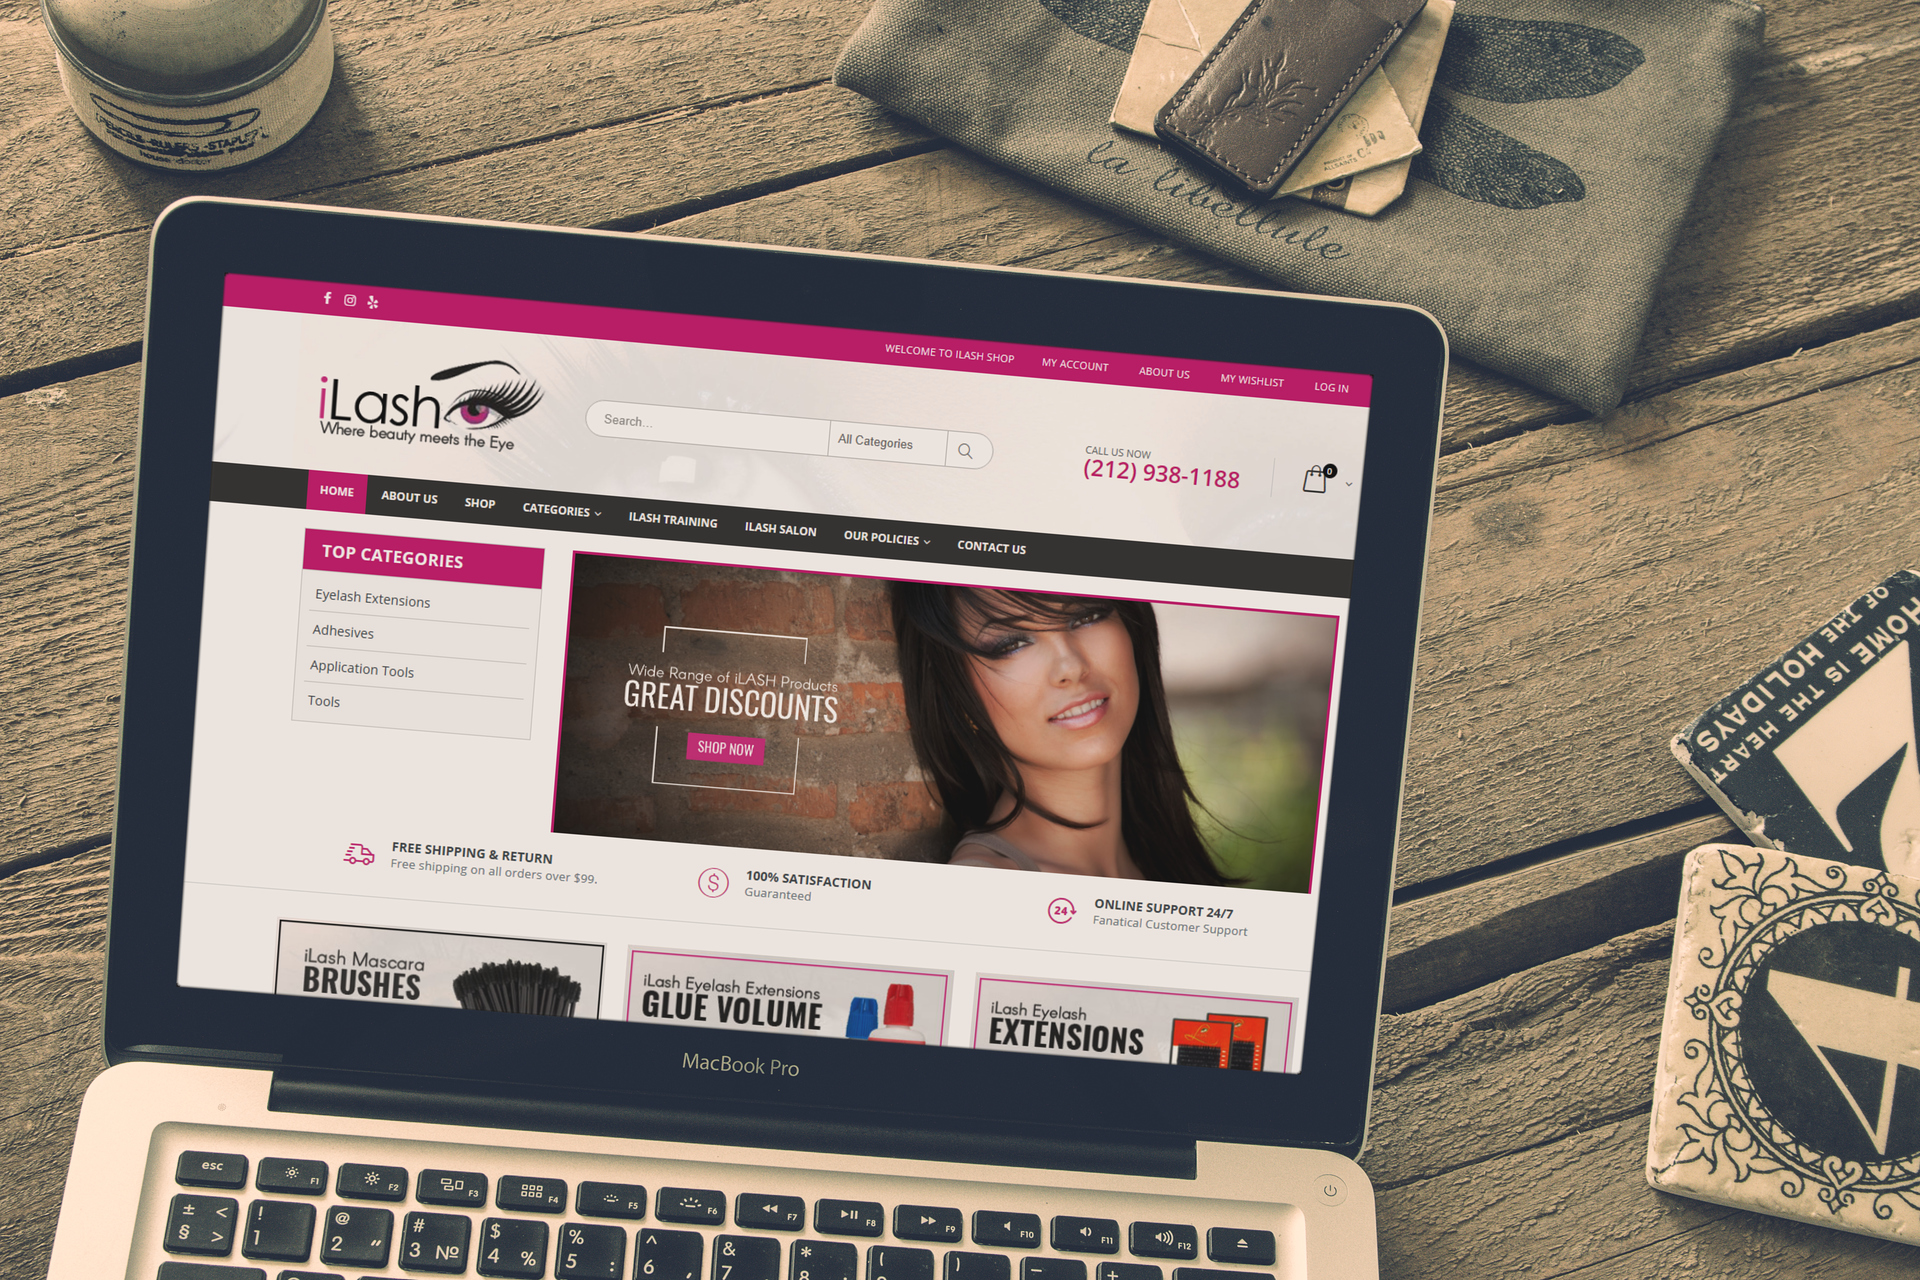 PENCILS-RULERS-STAPLE
house doctor
la libellule
WELCOME TO ILASH SHOP
MY ACCOUNT
ABOUT US
MY WISHLIST
LOG IN
iLash
Where beauty meets the Eye
Search...
All Categories
CALL US NOW
(212) 938-1188
0
HOME
ABOUT US
SHOP
CATEGORIES
ILASH TRAINING
ILASH SALON
OUR POLICIES
CONTACT US
TOP CATEGORIES
Eyelash Extensions
Adhesives
Application Tools
Tools
Wide Range of iLASH Products
GREAT DISCOUNTS
SHOP NOW
FREE SHIPPING & RETURN
Free shipping on all orders over $99.
100% SATISFACTION
Guaranteed
24
ONLINE SUPPORT 24/7
Fanatical Customer Support
iLash Mascara
BRUSHES
iLash Eyelash Extensions
GLUE VOLUME
iLash Eyelash
EXTENSIONS
HOME IS THE HEART
OF THE HOLIDAYS
4
MacBook Pro
esc
F1
F2
F3
F4
F5
F6
F7
F8
F9
F10
F11
F12
± <
§ >
!
1
@
2 "
#
3 №
$
4 %
%
5 :
^
6 ,
&
7
*
8
(
)
+